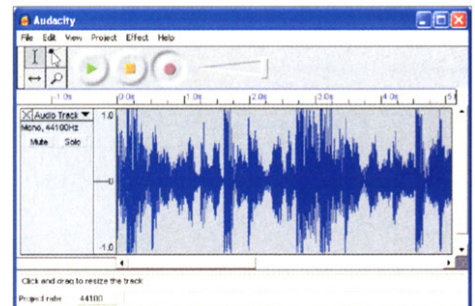 Audacity
File Edit View Project Effect Help
-1.0s 0.0s 1.0s 2.0s 3.0s 4.0s 5.0
Audio Track
Mono, 44100Hz
Mute Solo
1.0
0
-1.0
Click and drag to resize the track
Project rate: 44100